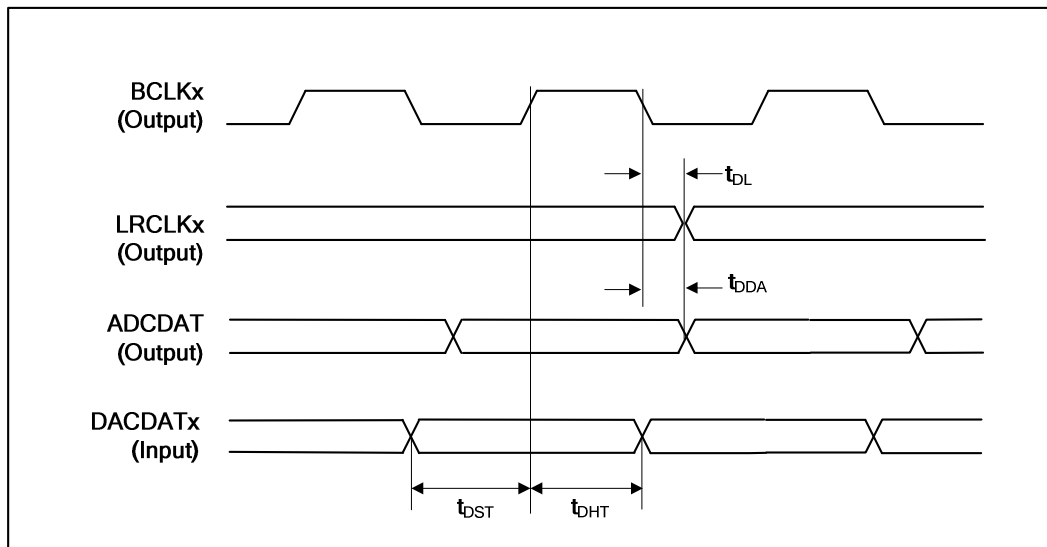 BCLKx
(Output)
tDL
LRCLKx
(Output)
tDDA
ADCDAT
(Output)
DACDATx
(Input)
tDST
tDHT